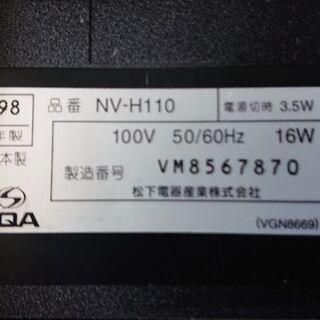 98
品番 NV-H110
電源切時 3.5W
年製
100V 50/60Hz 16W
本製
製造番号 VM8567870
松下電器産業株式会社
QA
(VGN8669)